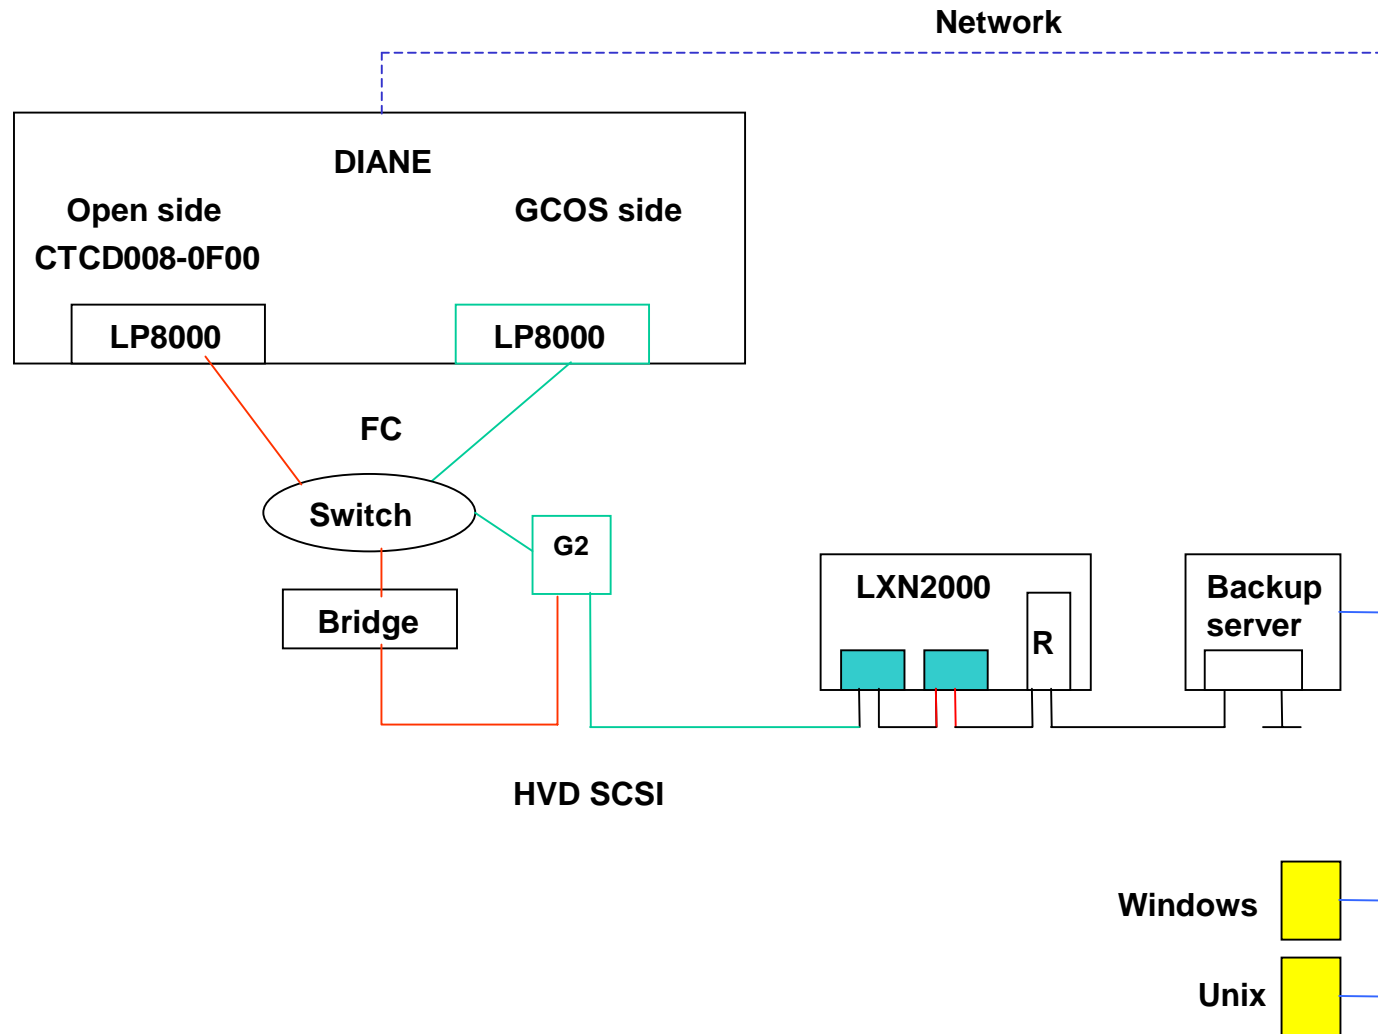 Network
DIANE
Open side
GCOS side
CTCD008-0F00
LP8000
LP8000
FC
Switch
G2
Bridge
LXN2000
R
Backup
server
HVD SCSI
Windows
Unix